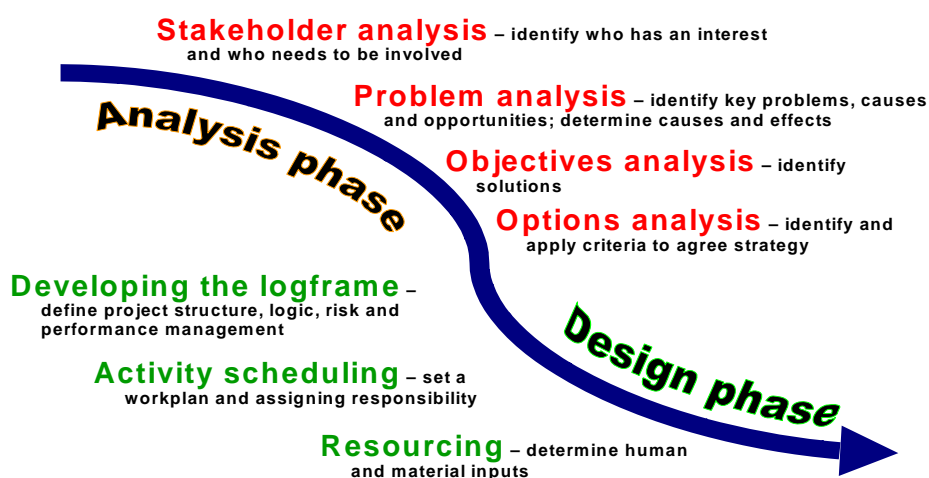 Stakeholder analysis – identify who has an interest
and who needs to be involved
Analysis phase
Problem analysis – identify key problems, causes
and opportunities; determine causes and effects
Objectives analysis – identify
solutions
Options analysis – identify and
apply criteria to agree strategy
Developing the logframe –
define project structure, logic, risk and
performance management
Design phase
Activity scheduling – set a
workplan and assigning responsibility
Resourcing – determine human
and material inputs